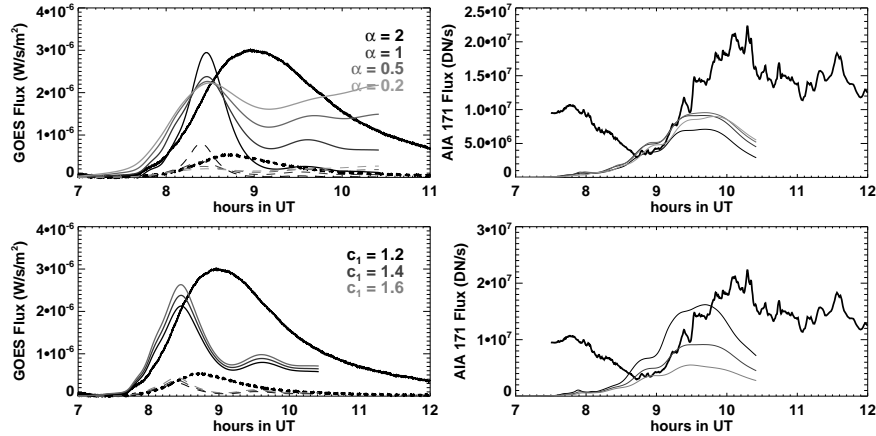 4•10⁻⁶
3•10⁻⁶
2•10⁻⁶
1•10⁻⁶
0
GOES Flux (W/s/m²)
7 8 9 10 11
hours in UT
α = 2
α = 1
α = 0.5
α = 0.2
2.5•10⁷
2.0•10⁷
1.5•10⁷
1.0•10⁷
5.0•10⁶
0
AIA 171 Flux (DN/s)
7 8 9 10 11 12
hours in UT
4•10⁻⁶
3•10⁻⁶
2•10⁻⁶
1•10⁻⁶
0
GOES Flux (W/s/m²)
7 8 9 10 11 12
hours in UT
c₁ = 1.2
c₁ = 1.4
c₁ = 1.6
3•10⁷
2•10⁷
1•10⁷
0
AIA 171 Flux (DN/s)
7 8 9 10 11 12
hours in UT